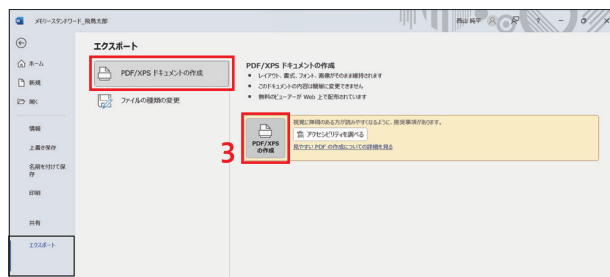 メモリースタンドワード_飛鳥太郎
西山 純平
?
エクスポート
ホーム
新規
開く
情報
上書き保存
名前を付けて保
存
印刷
共有
エクスポート
PDF/XPS ドキュメントの作成
ファイルの種類の変更
PDF/XPS ドキュメントの作成
レイアウト、書式、フォント、画像がそのまま維持されます
このドキュメントの内容は簡単に変更できません
無料のビューアーが Web 上で配布されています
3
PDF/XPS
の作成
視覚に障碍のある方が読みやすくなるように、推奨事項があります。
アクセシビリティを調べる
見やすい PDF の作成についての詳細を見る